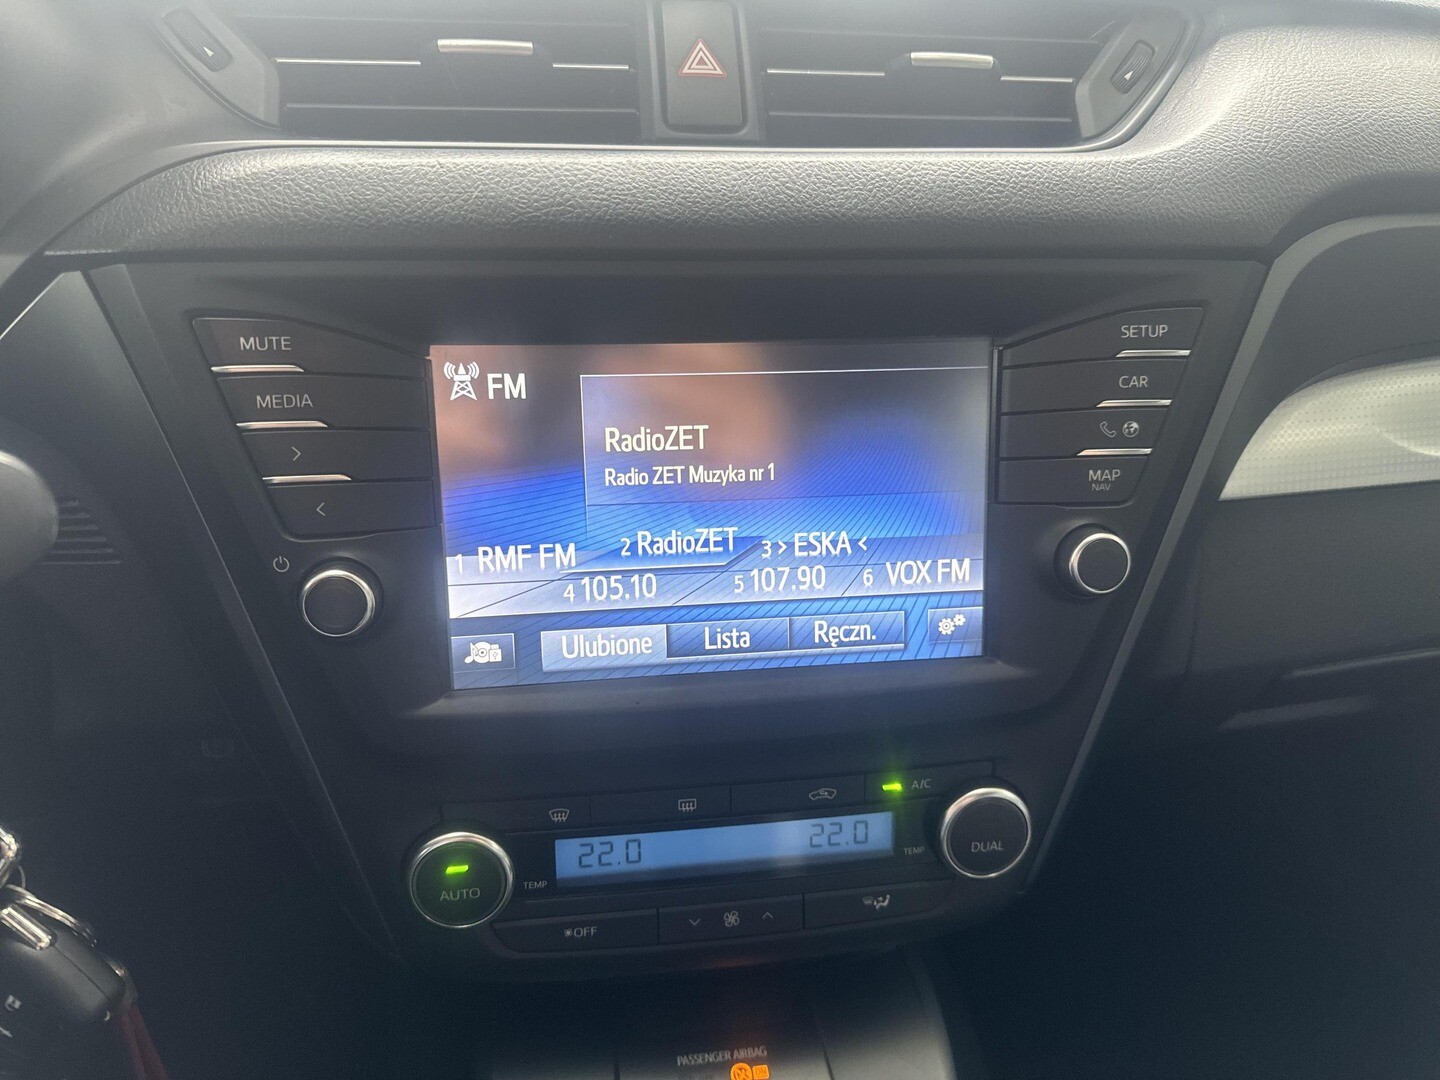 MUTE
MEDIA
SETUP
CAR
MAP
NAV
FM
RadioZET
Radio ZET Muzyka nr 1
1 RMF FM
2 RadioZET
3 > ESKA <
4 105.10
5 107.90
6 VOX FM
Ulubione
Lista
Ręczn.
A/C
22.0
22.0
AUTO
TEMP
TEMP
DUAL
OFF
PASSENGER AIRBAG
ON